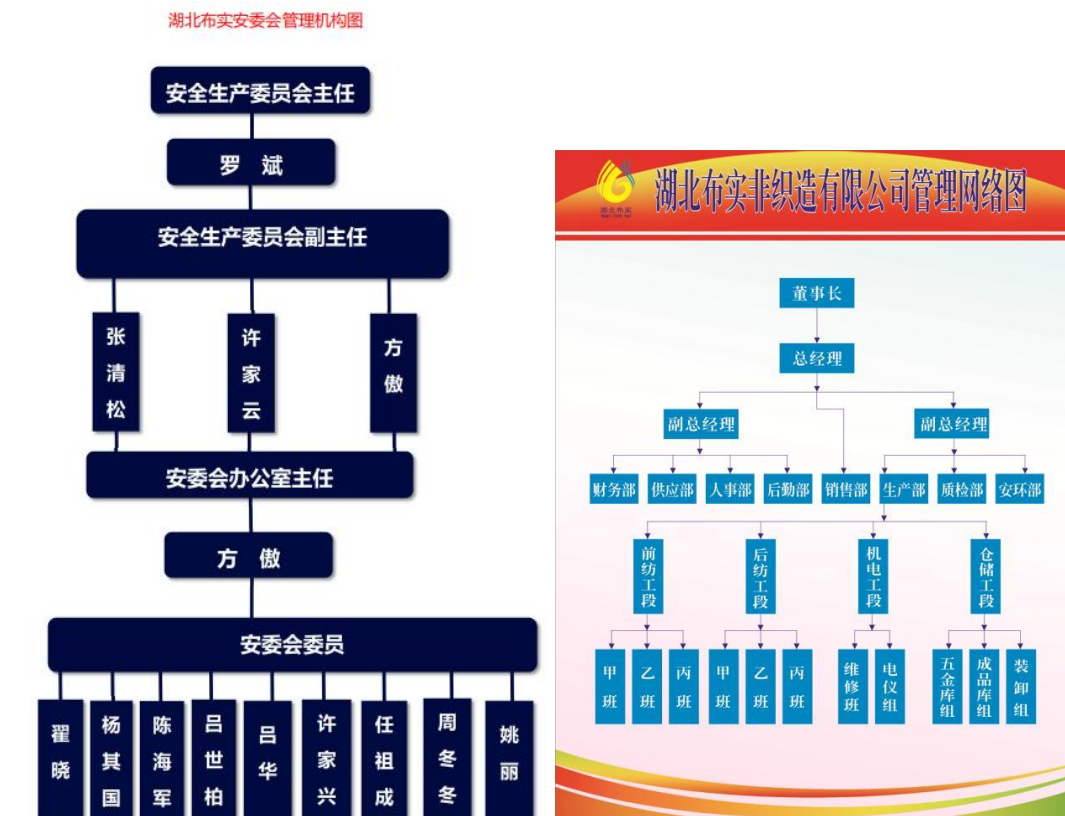 湖北布实安委会管理机构图
安全生产委员会主任
罗 斌
安全生产委员会副主任
张清松
许家云
方傲
安委会办公室主任
方 傲
安委会委员
翟晓
杨其国
陈海军
吕世柏
吕华
许家兴
任祖成
周冬冬
姚丽
湖北布实
湖北布实非织造有限公司管理网络图
董事长
总经理
副总经理
副总经理
财务部
供应部
人事部
后勤部
销售部
生产部
质检部
安环部
前纺工段
后纺工段
机电工段
仓储工段
甲班
乙班
丙班
甲班
乙班
丙班
维修班
电仪组
五金库组
成品库组
装卸组